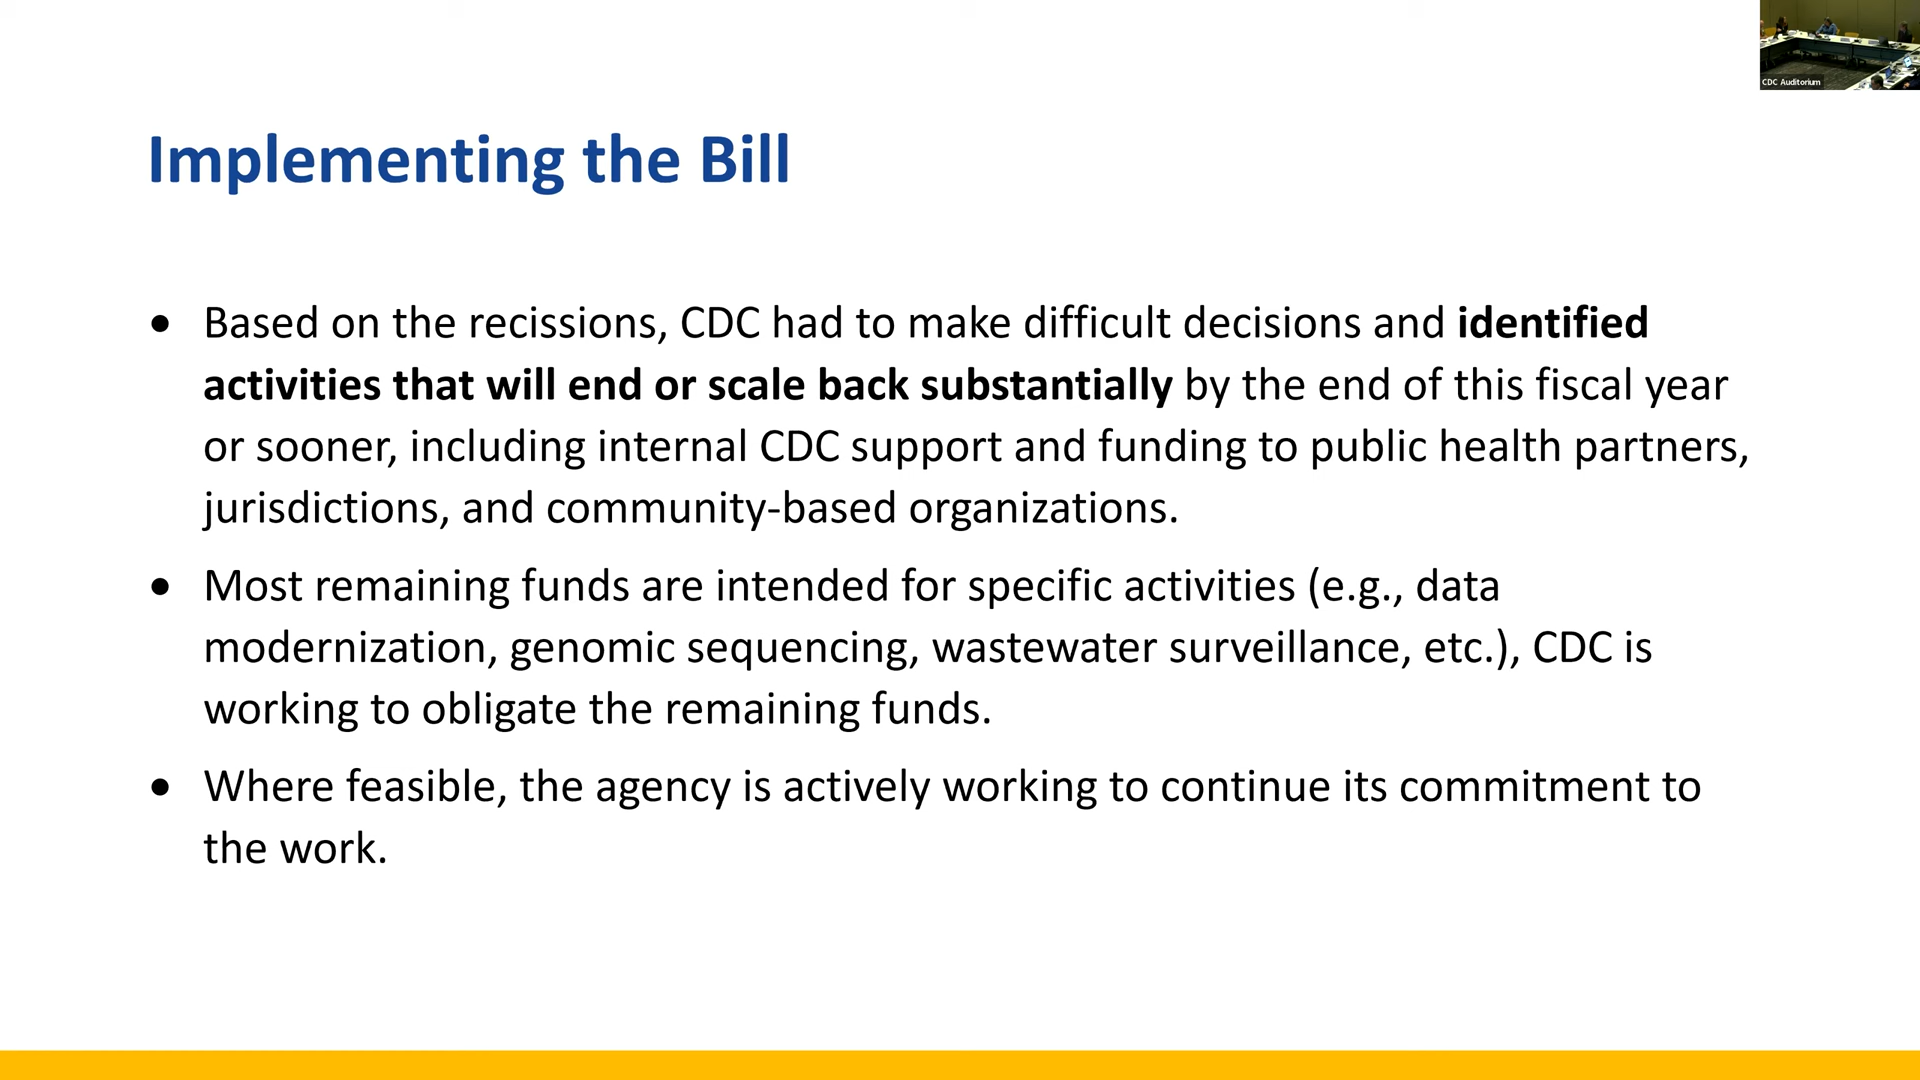 CDC Auditorium
Implementing the Bill
• Based on the recissions, CDC had to make difficult decisions and identified
activities that will end or scale back substantially by the end of this fiscal year
or sooner, including internal CDC support and funding to public health partners,
jurisdictions, and community-based organizations.
• Most remaining funds are intended for specific activities (e.g., data
modernization, genomic sequencing, wastewater surveillance, etc.), CDC is
working to obligate the remaining funds.
• Where feasible, the agency is actively working to continue its commitment to
the work.